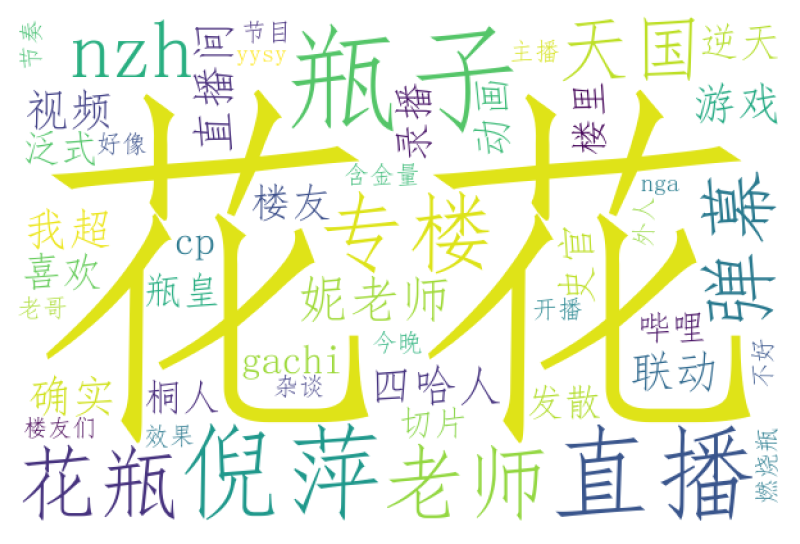 节奏
nzh
直播间
节目
yysy
瓶子
主播
天国
逆天
视频
泛式
好像
录播
动画
楼里
游戏
花花
含金量
nga
我超
喜欢
老哥
楼友
cp
瓶皇
专楼
妮老师
史官
外人
弹幕
开播
哔哩
gachi
今晚
杂谈
联动
不好
确实
桐人
四哈人
发散
楼友们
效果
切片
花瓶
倪萍
老师
直播
燃烧瓶